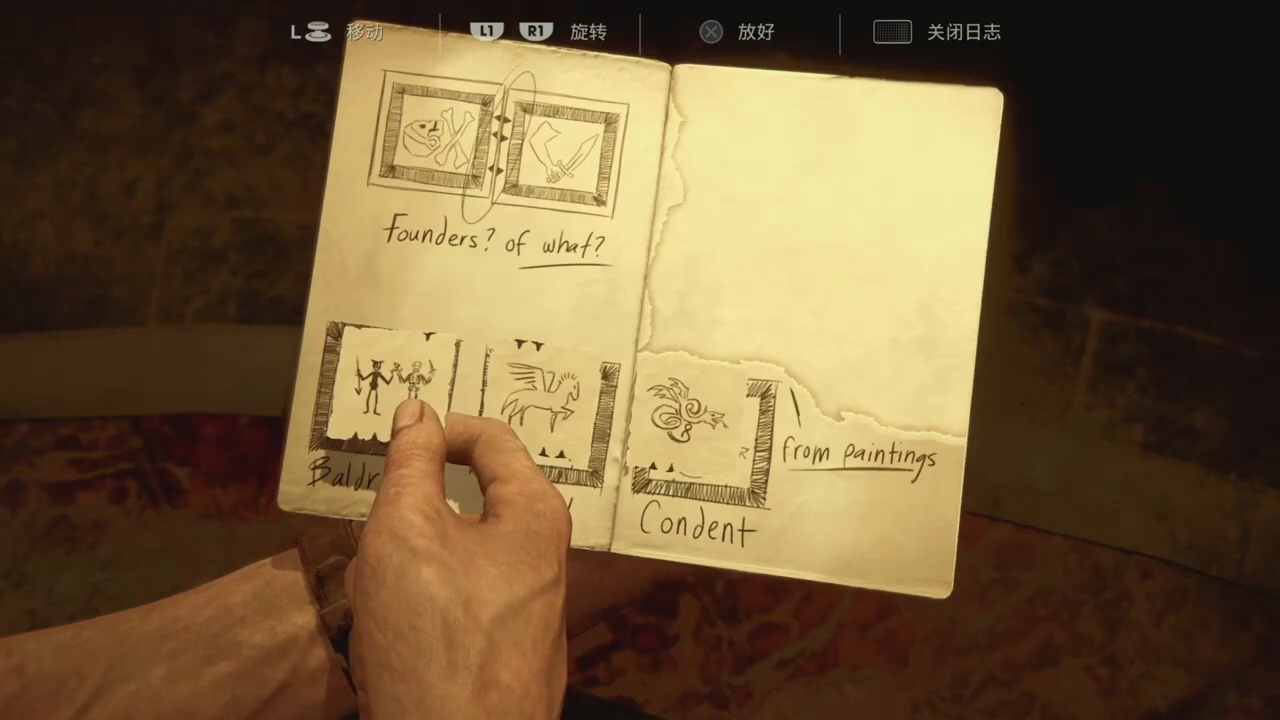 L 移动 L1 R1 旋转 放好 关闭日志
Founders? of what?
from paintings
Condent